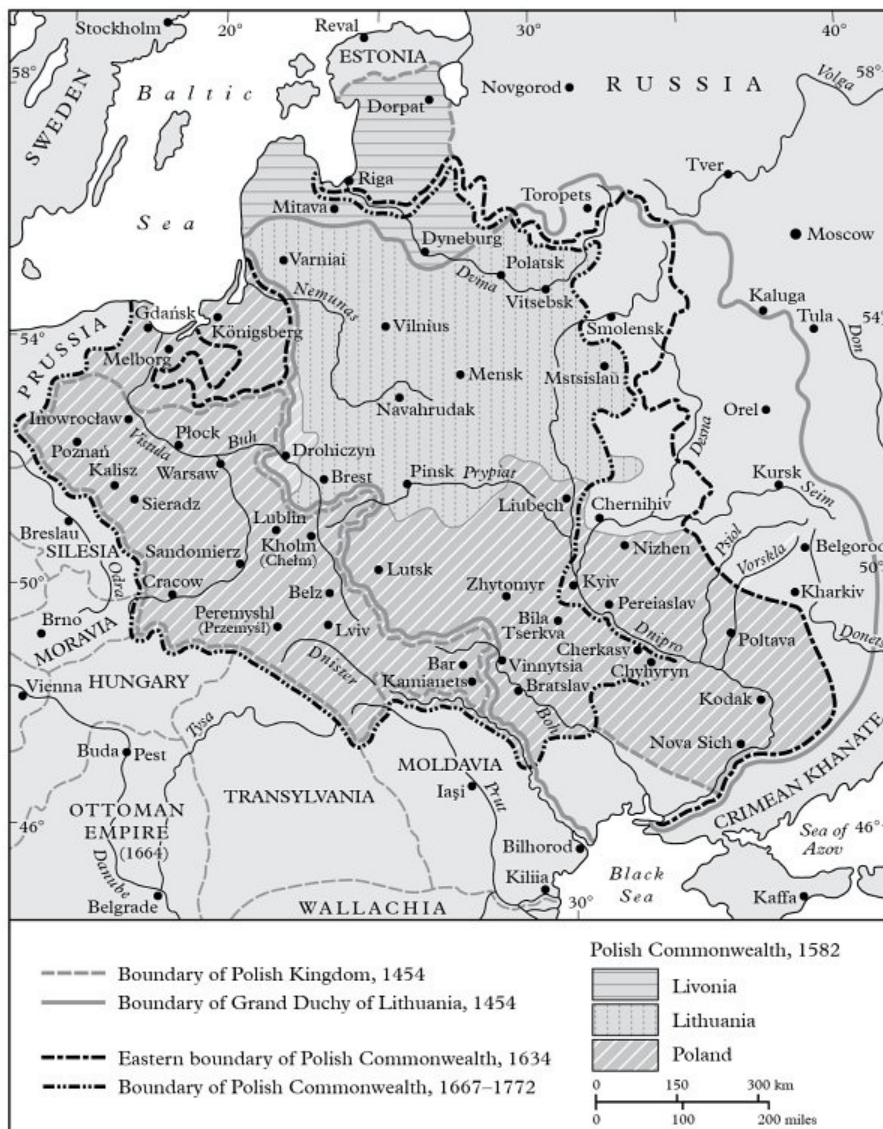 Stockholm
20°
Reval
30°
40°
ESTONIA
58°
58°
SWEDEN
Baltic
Sea
Dorpat
Novgorod
RUSSIA
Volga
Tver
Riga
Toropets
Mitava
Moscow
Dyneburg
Varniai
Polatsk
Dvina
Vitsebsk
Nemunas
Kaluga
Gdańsk
Königsberg
54°
54°
Vilnius
Smolensk
Tula
PRUSSIA
Melborg
Don
Mensk
Mstsislaŭ
Navahrudak
Orel
Inowrocław
Płock
Buh
Desna
Poznań
Vistula
Drohiczyn
Kalisz
Warsaw
Brest
Pinsk
Prypiat
Kursk
Sieradz
Liubech
Seim
Lublin
Chernihiv
Breslau
Kholm
(Chełm)
Psiol
SILESIA
Sandomierz
Nizhen
Vorskla
Belgorod
50°
Odra
Lutsk
50°
Cracow
Belz
Zhytomyr
Kyiv
Kharkiv
Brno
Peremyshl
(Przemyśl)
Pereiaslav
MORAVIA
Lviv
Bila
Tserkva
Dnipro
Donets
Poltava
Cherkasy
HUNGARY
Dnister
Bar
Vinnytsia
Chyhyryn
Vienna
Kamianets
Bratslav
Kodak
Tysa
Boh
Buda
Pest
Nova Sich
MOLDAVIA
TRANSYLVANIA
Iaşi
Prut
CRIMEAN KHANATE
OTTOMAN
EMPIRE
(1664)
46°
46°
Sea of
Azov
Bilhorod
Danube
Black
Sea
Kiliia
Belgrade
WALLACHIA
30°
Kaffa
Boundary of Polish Kingdom, 1454
Boundary of Grand Duchy of Lithuania, 1454
Eastern boundary of Polish Commonwealth, 1634
Boundary of Polish Commonwealth, 1667–1772
Polish Commonwealth, 1582
Livonia
Lithuania
Poland
0 150 300 km
0 100 200 miles